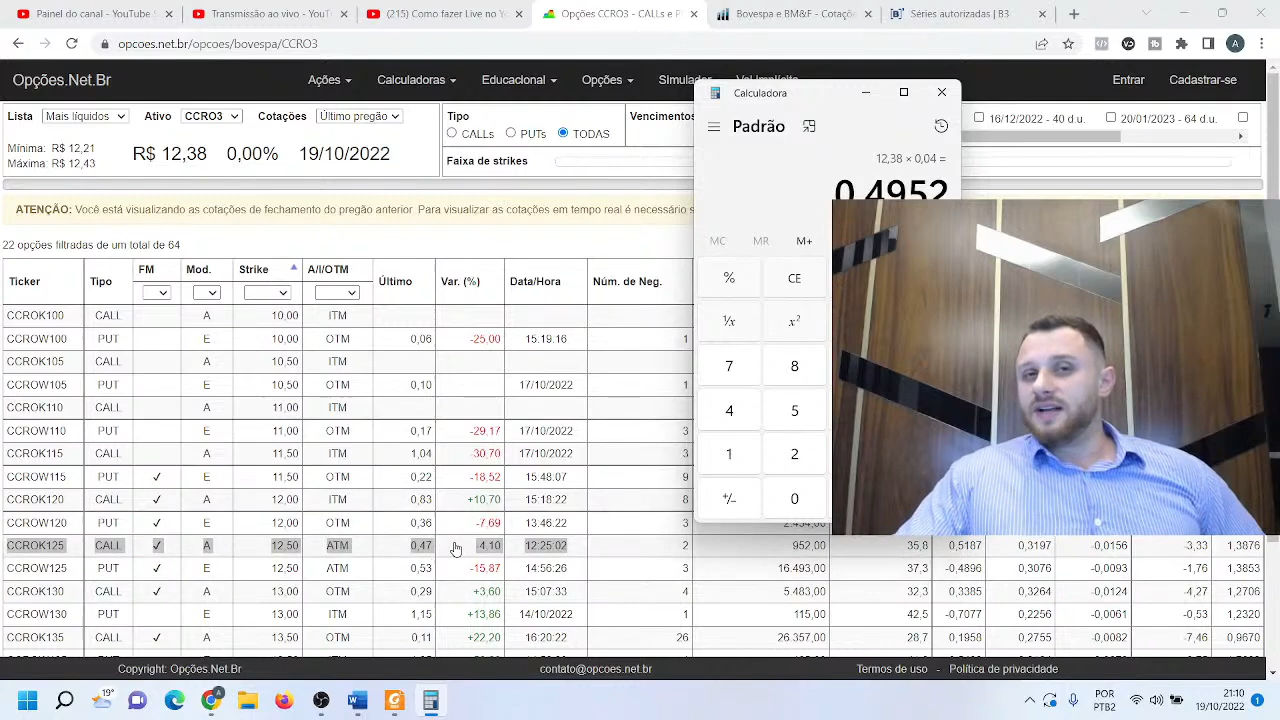 Painel do canal - YouTub
Transmissão ao vivo - YouTu
(215) Como fazer Live no Yo
Opções CCRO3 - CALLs e P
Bovespa e BM&F - Cotaçõe
Séries autorizadas | B3
opcoes.net.br/opcoes/bovespa/CCRO3
A
Opções.Net.Br
Ações
Calculadoras
Educacional
Opções
Simulador
Vol Implícito
Entrar
Cadastrar-se
Lista Mais líquidos Ativo CCRO3 Cotações Último pregão
Mínima: R$ 12,21
Máxima: R$ 12,43
R$ 12,38 0,00% 19/10/2022
Tipo
CALLs PUTs TODAS
Vencimentos
16/12/2022 - 40 d.u. 20/01/2023 - 64 d.u.
Faixa de strikes
ATENÇÃO: Você está visualizando as cotações de fechamento do pregão anterior. Para visualizar as cotações em tempo real é necessário s
22 opções filtradas de um total de 64
Calculadora
Padrão
12,38 × 0,04 =
0,4952
MC MR M+
% CE
¹/x x²
7 8
4 5
1 2
+/− 0
Ticker Tipo FM Mod. Strike A/I/OTM Último Var. (%) Data/Hora Núm. de Neg.
CCROK100 CALL A 10,00 ITM
CCROW100 PUT E 10,00 OTM 0,06 -25,00 15.19.16 1
CCROK105 CALL A 10,50 ITM
CCROW105 PUT E 10,50 OTM 0,10 17/10/2022 1
CCROK110 CALL A 11,00 ITM
CCROW110 PUT E 11,00 OTM 0,17 -29,17 17/10/2022 3
CCROK115 CALL A 11,50 ITM 1,04 -30,70 17/10/2022 3
CCROW115 PUT ✓ E 11,50 OTM 0,22 -18,52 15:48:07 9
CCROK120 CALL ✓ A 12,00 ITM 0,83 +10,70 15:18:22 8
CCROW120 PUT ✓ E 12,00 OTM 0,36 -7,69 13:46.22 3 2.434,00
CCROK125 CALL ✓ A 12,50 ATM 0,47 -4,10 12:25:02 2 952,00 35,8 0,5187 0,3197 -0,0156 -3,33 1,3876
CCROW125 PUT ✓ E 12,50 ATM 0,53 -15,87 14:56:26 3 16.493,00 37,3 -0,4896 0,3076 -0,0093 -3,27 1,3853
CCROK130 CALL ✓ A 13,00 OTM 0,29 +3,60 15:07:33 4 5.483,00 32,3 0,3385 0,3264 -0,0124 -4,27 1,2706
CCROW130 PUT E 13,00 ITM 1,15 +13,86 14/10/2022 1 115,00 42,5 -0,7077 0,2256 -0,0061 -0,53 1,2320
CCROK135 CALL ✓ A 13,50 OTM 0,11 +22,20 16:20:22 26 26.357,00 28,7 0,1958 0,2755 -0,0082 -7,46 0,9670
Copyright: Opções.Net.Br
contato@opcoes.net.br
Termos de uso - Política de privacidade
19°
POR
PTB2
21:10
19/10/2022
1